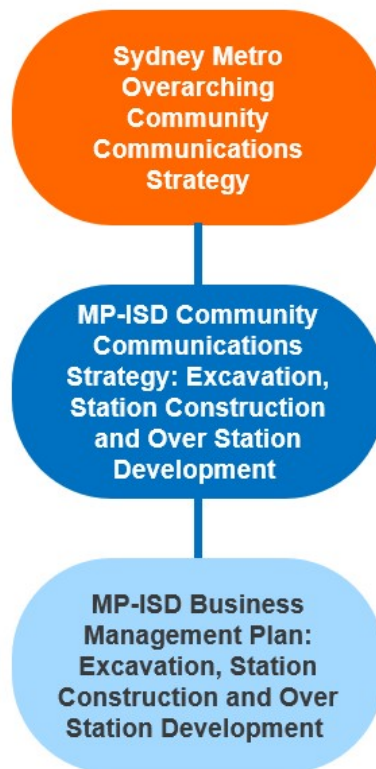 Sydney Metro
Overarching
Community
Communications
Strategy
MP-ISD Community
Communications
Strategy: Excavation,
Station Construction
and Over Station
Development
MP-ISD Business
Management Plan:
Excavation, Station
Construction and Over
Station Development